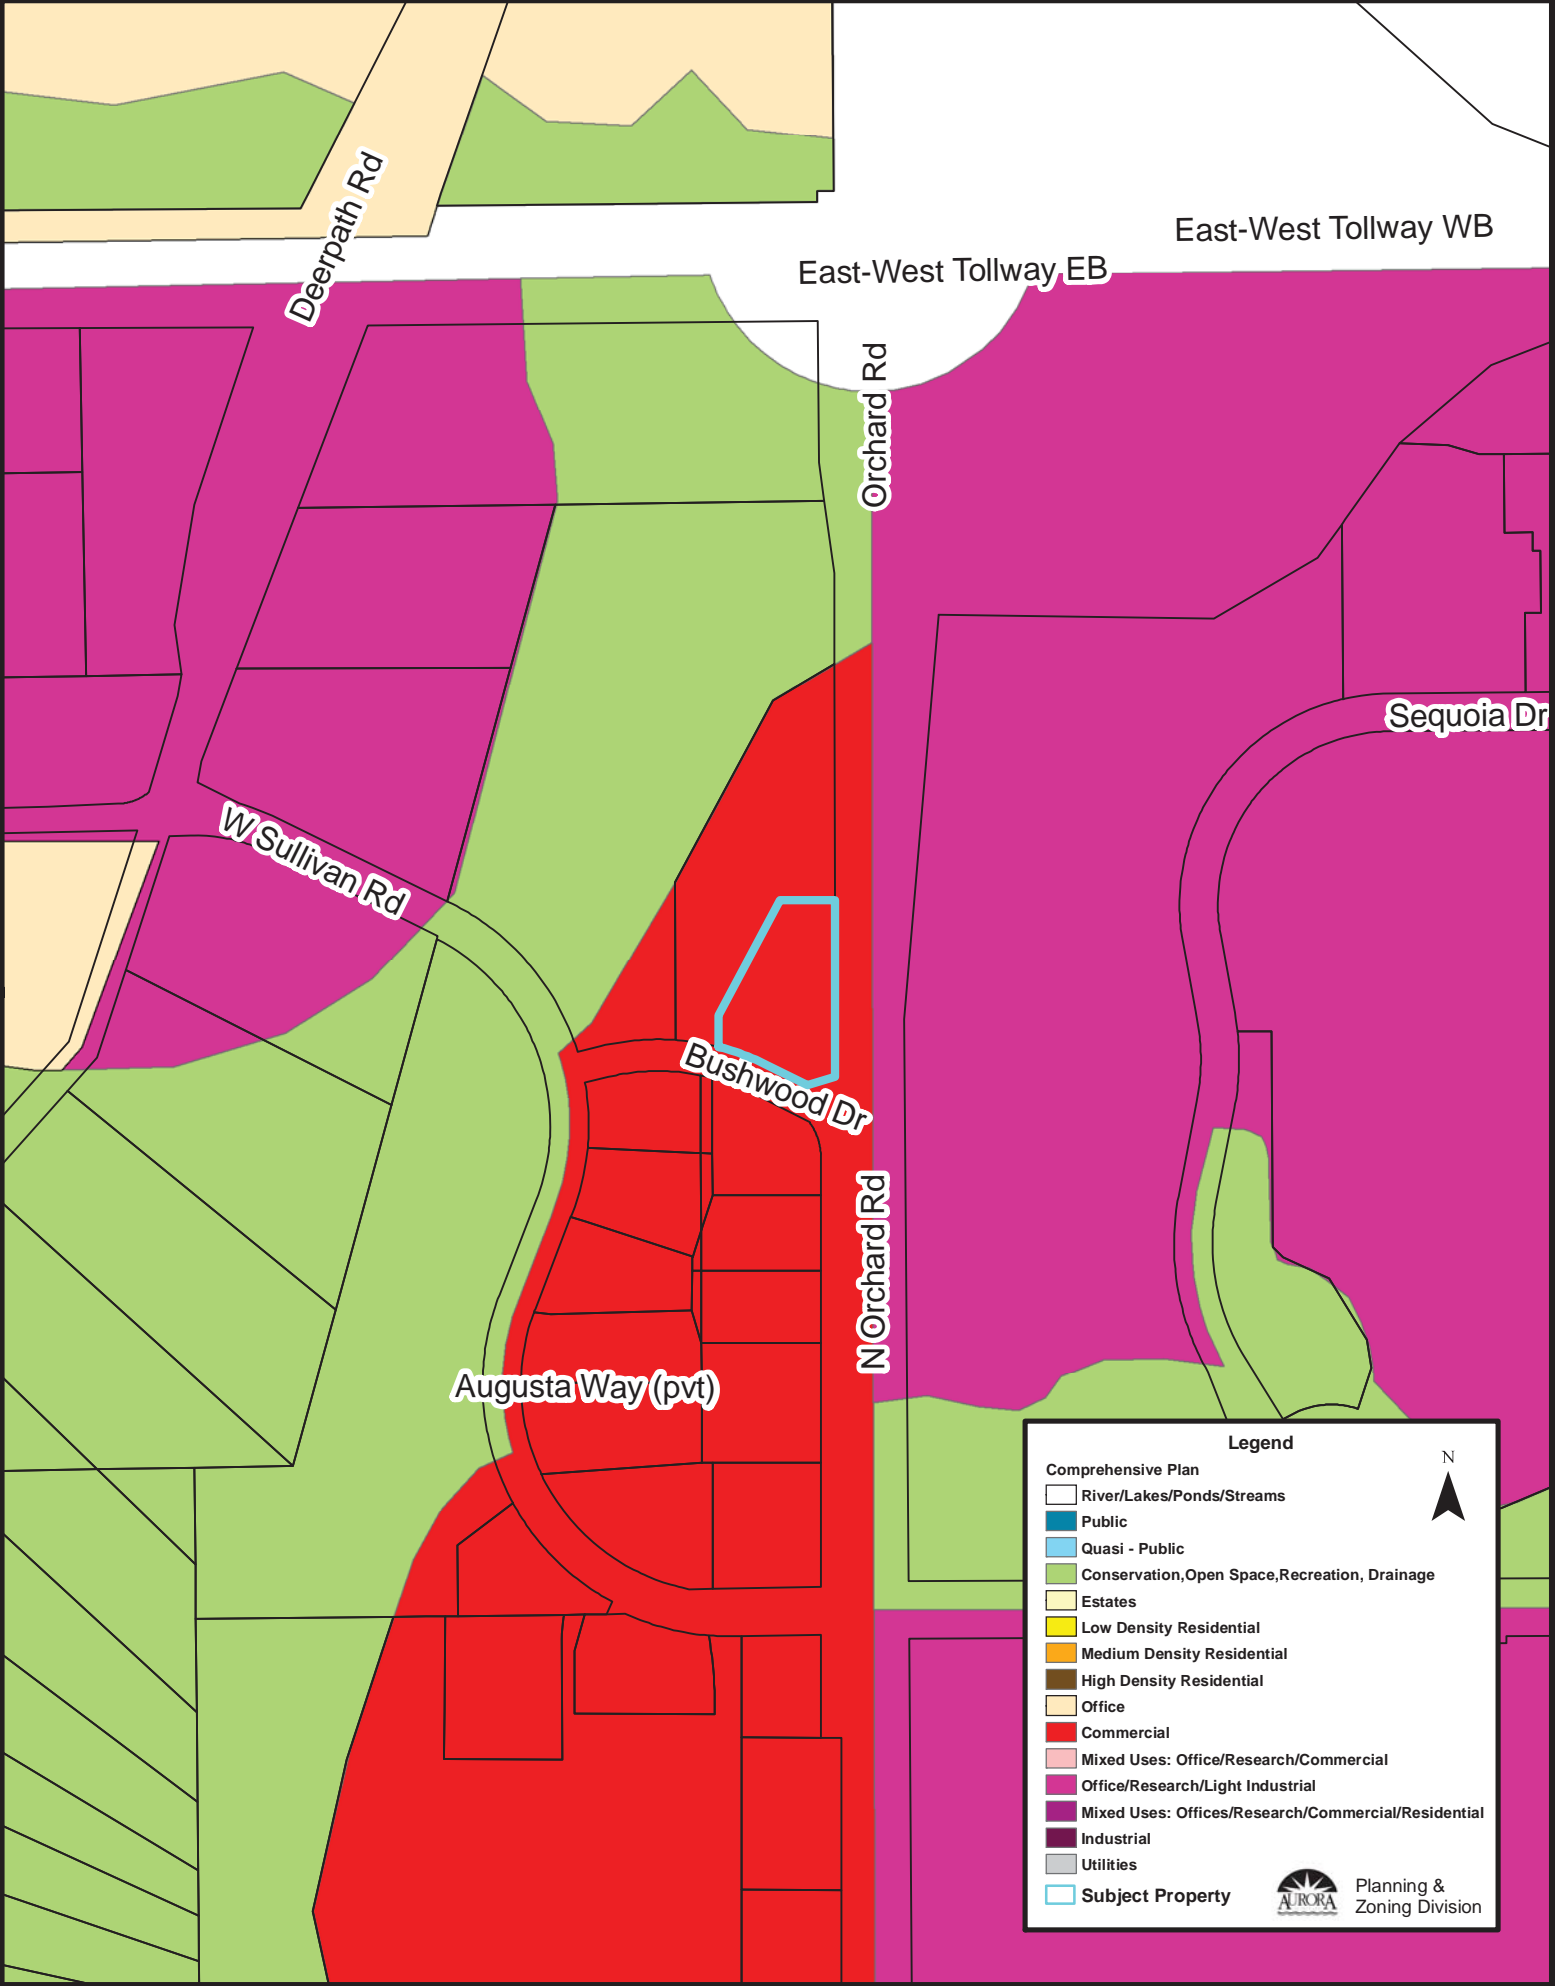 Deerpath Rd
East-West Tollway WB
East-West Tollway EB
Orchard Rd
Sequoia Dr
W Sullivan Rd
Bushwood Dr
N Orchard Rd
Augusta Way (pvt)
Legend
N
Comprehensive Plan
River/Lakes/Ponds/Streams
Public
Quasi - Public
Conservation,Open Space,Recreation, Drainage
Estates
Low Density Residential
Medium Density Residential
High Density Residential
Office
Commercial
Mixed Uses: Office/Research/Commercial
Office/Research/Light Industrial
Mixed Uses: Offices/Research/Commercial/Residential
Industrial
Utilities
Subject Property
AURORA
Planning &
Zoning Division